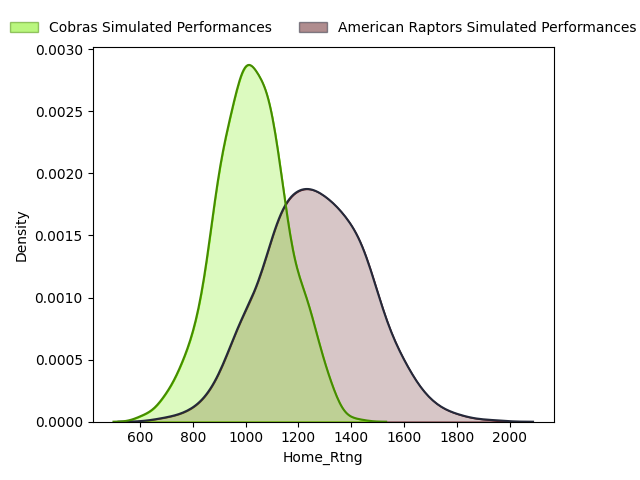 Cobras Simulated Performances American Raptors Simulated Performances
0.0030
0.0025
0.0020
0.0015
0.0010
0.0005
0.0000
Density
600 800 1000 1200 1400 1600 1800 2000
Home_Rtng